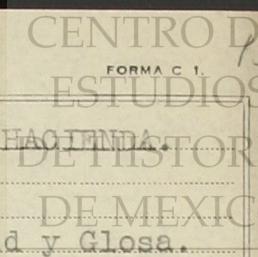 CENTRO D
FORMA C 1.
ESTUDIOS
HACIENDA.
DE HISTOR
DE MEXIC
d y Glosa.